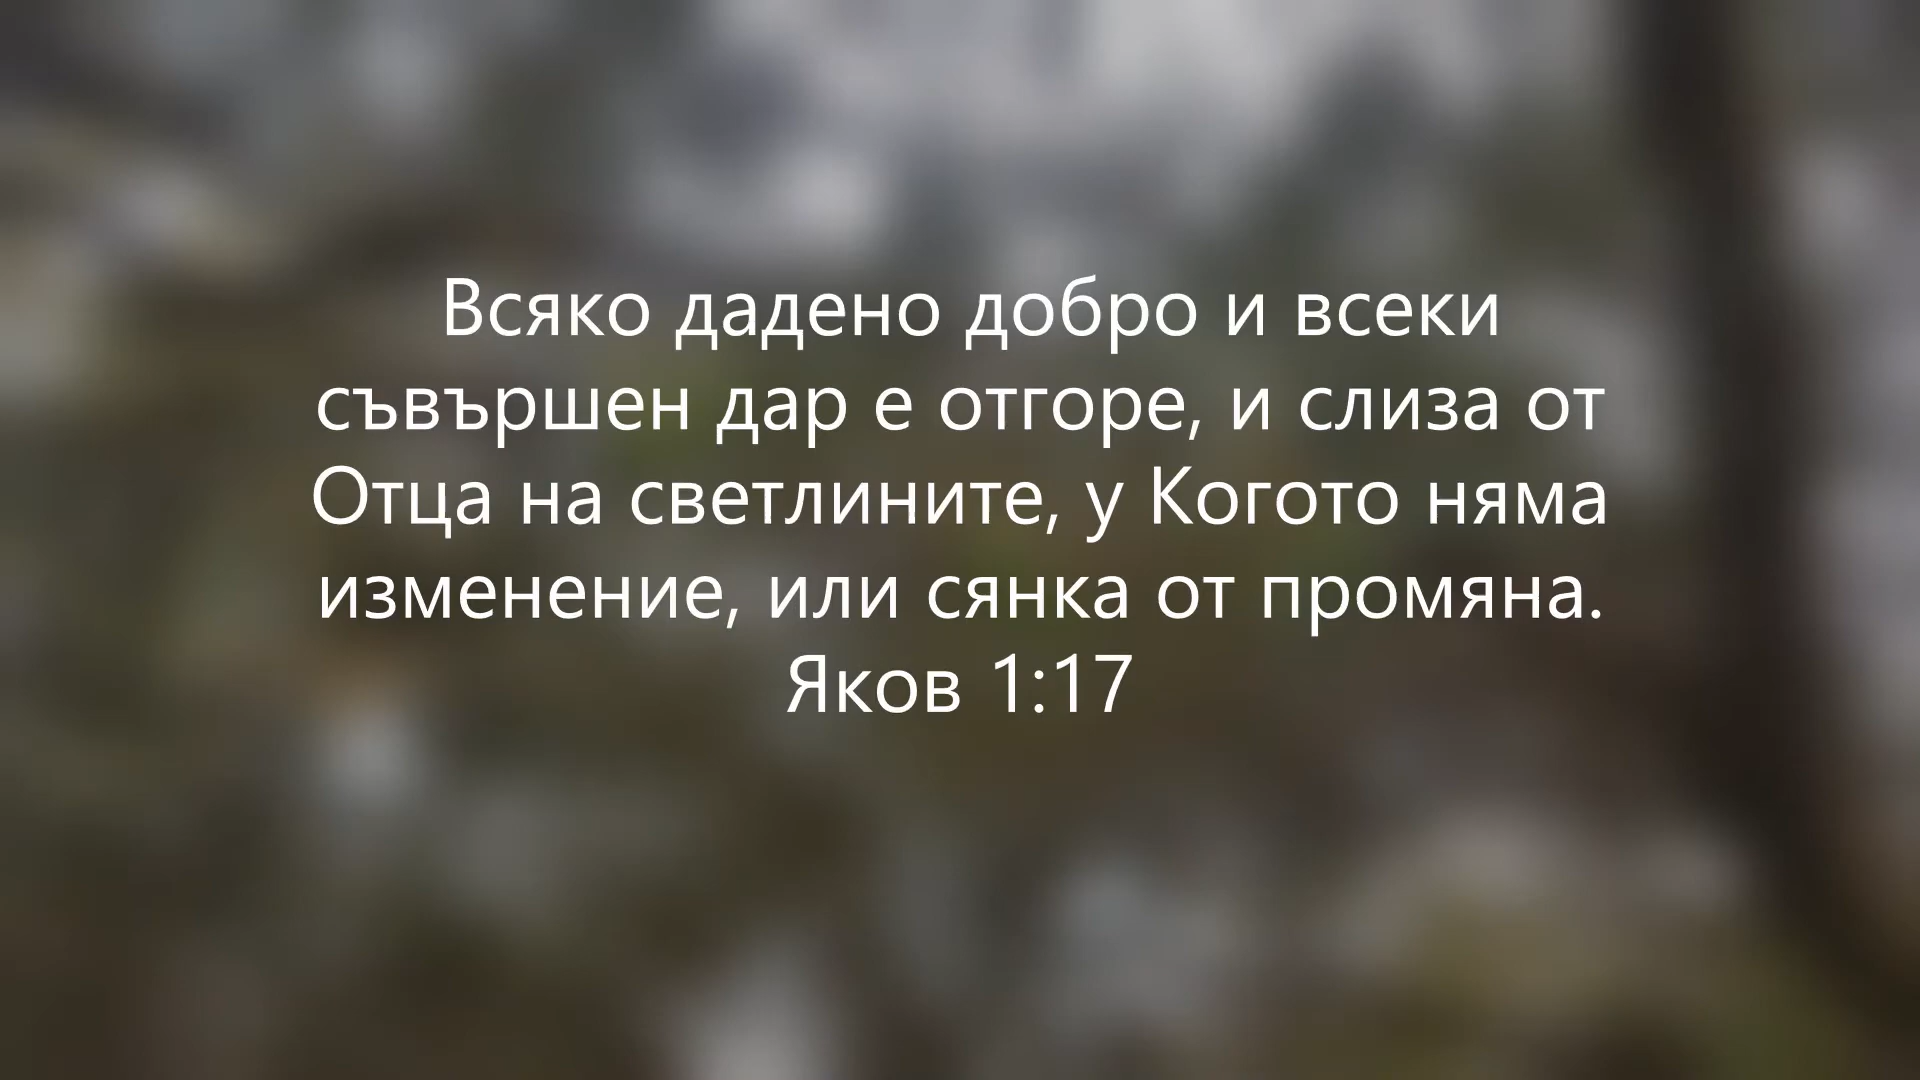 Всяко дадено добро и всеки
съвършен дар е отгоре, и слиза от
Отца на светлините, у Когото няма
изменение, или сянка от промяна.
Яков 1:17